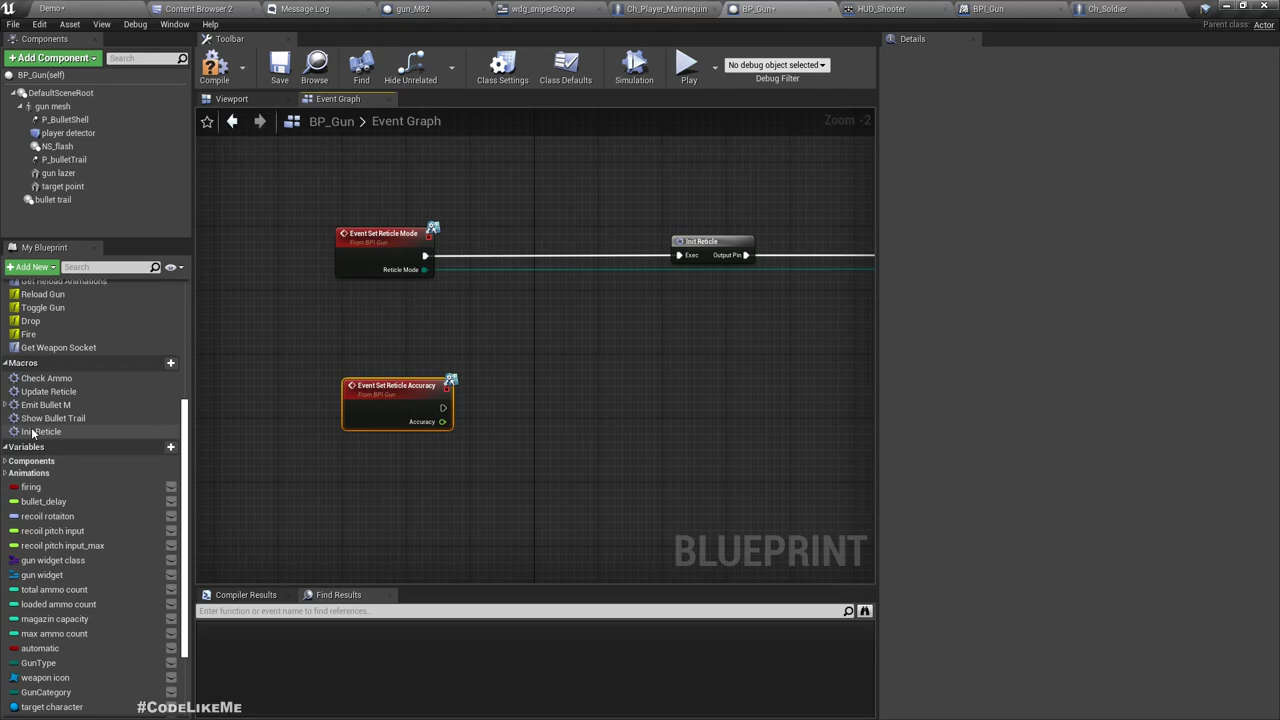 Demo•
Content Browser 2
Message Log
gun_M82
wdg_sniperScope
Ch_Player_Mannequin
BP_Gun•
HUD_Shooter
BPI_Gun
Ch_Soldier
File Edit Asset View Debug Window Help
Parent class: Actor
Components
+Add Component
Search
BP_Gun(self)
DefaultSceneRoot
gun mesh
P_BulletShell
player detector
NS_flash
P_bulletTrail
gun lazer
target point
bullet trail
My Blueprint
+Add New
Search
Get Reload Animations
Reload Gun
Toggle Gun
Drop
Fire
Get Weapon Socket
Macros
Check Ammo
Update Reticle
Emit Bullet M
Show Bullet Trail
Init Reticle
Variables
Components
Animations
firing
bullet_delay
recoil rotaiton
recoil pitch input
recoil pitch input_max
gun widget class
gun widget
total ammo count
loaded ammo count
magazin capacity
max ammo count
automatic
GunType
weapon icon
GunCategory
target character
Toolbar
Compile
Save
Browse
Find
Hide Unrelated
Class Settings
Class Defaults
Simulation
Play
No debug object selected
Debug Filter
Viewport
Event Graph
BP_Gun > Event Graph
Zoom -2
Event Set Reticle Mode
From BPI Gun
Reticle Mode
Init Reticle
Exec Output Pin
Event Set Reticle Accuracy
From BPI Gun
Accuracy
BLUEPRINT
Compiler Results
Find Results
Enter function or event name to find references...
Details
#CodeLikeMe